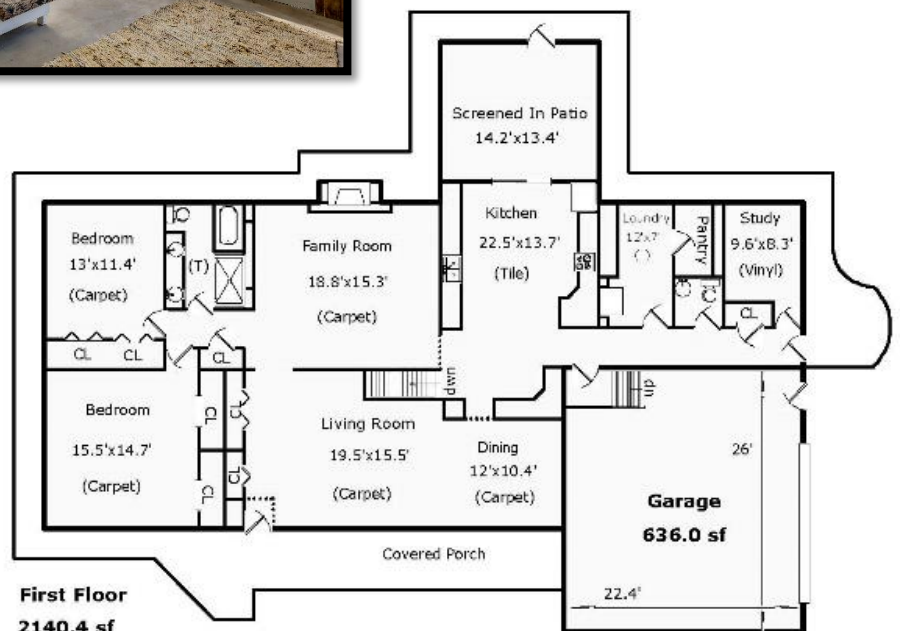 Screened In Patio
14.2'x13.4'
Kitchen
22.5'x13.7'
(Tile)
Laundry
12'x7'
( )
Pantry
Study
9.6'x8.3'
(Vinyl)
CL
Bedroom
13'x11.4'
(Carpet)
(T)
Family Room
18.8'x15.3'
(Carpet)
CL
CL
CL
Bedroom
15.5'x14.7'
(Carpet)
CL
CL
CL
CL
dwn
Living Room
19.5'x15.5'
(Carpet)
Dining
12'x10.4'
(Carpet)
dn
26'
Garage
636.0 sf
22.4'
Covered Porch
First Floor
2140.4 sf